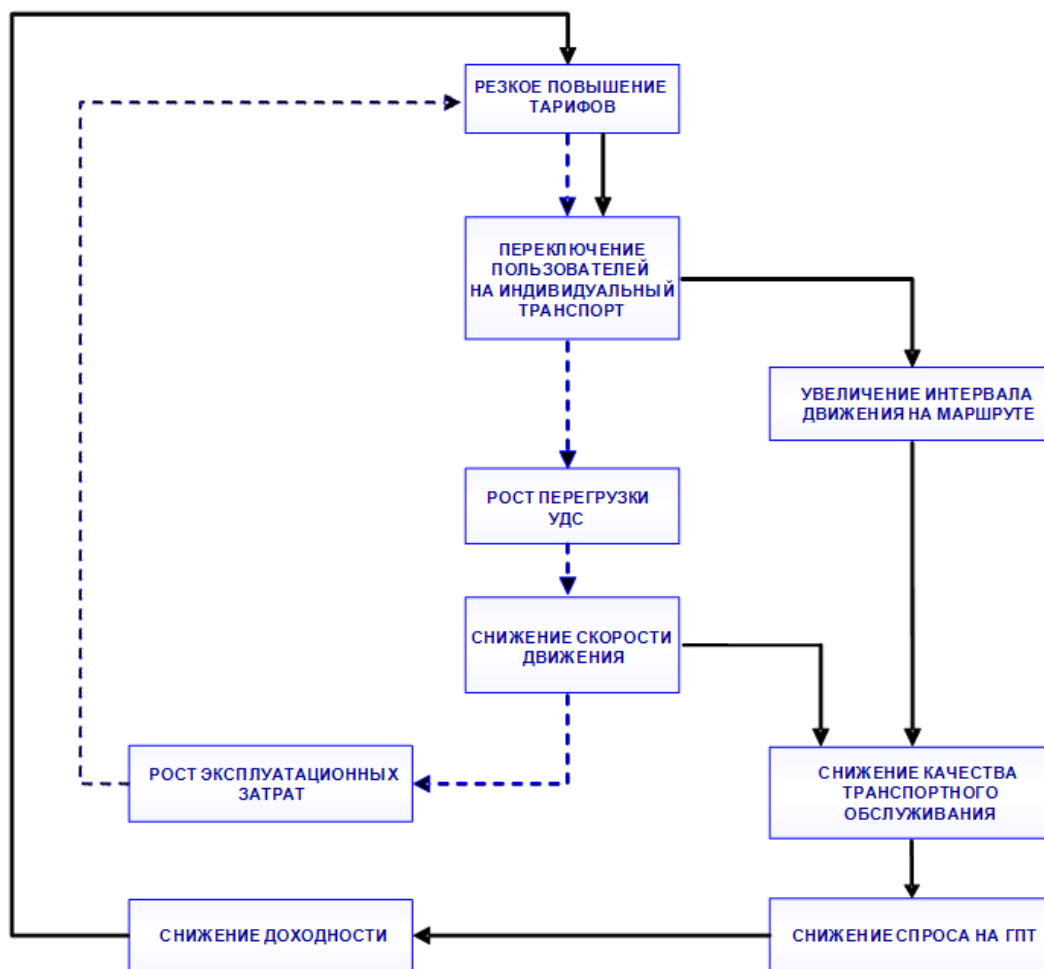 РЕЗКОЕ ПОВЫШЕНИЕ
ТАРИФОВ
ПЕРЕКЛЮЧЕНИЕ
ПОЛЬЗОВАТЕЛЕЙ
НА ИНДИВИДУАЛЬНЫЙ
ТРАНСПОРТ
УВЕЛИЧЕНИЕ ИНТЕРВАЛА
ДВИЖЕНИЯ НА МАРШРУТЕ
РОСТ ПЕРЕГРУЗКИ
УДС
СНИЖЕНИЕ СКОРОСТИ
ДВИЖЕНИЯ
РОСТ ЭКСПЛУАТАЦИОННЫХ
ЗАТРАТ
СНИЖЕНИЕ КАЧЕСТВА
ТРАНСПОРТНОГО
ОБСЛУЖИВАНИЯ
СНИЖЕНИЕ ДОХОДНОСТИ
СНИЖЕНИЕ СПРОСА НА ГПТ